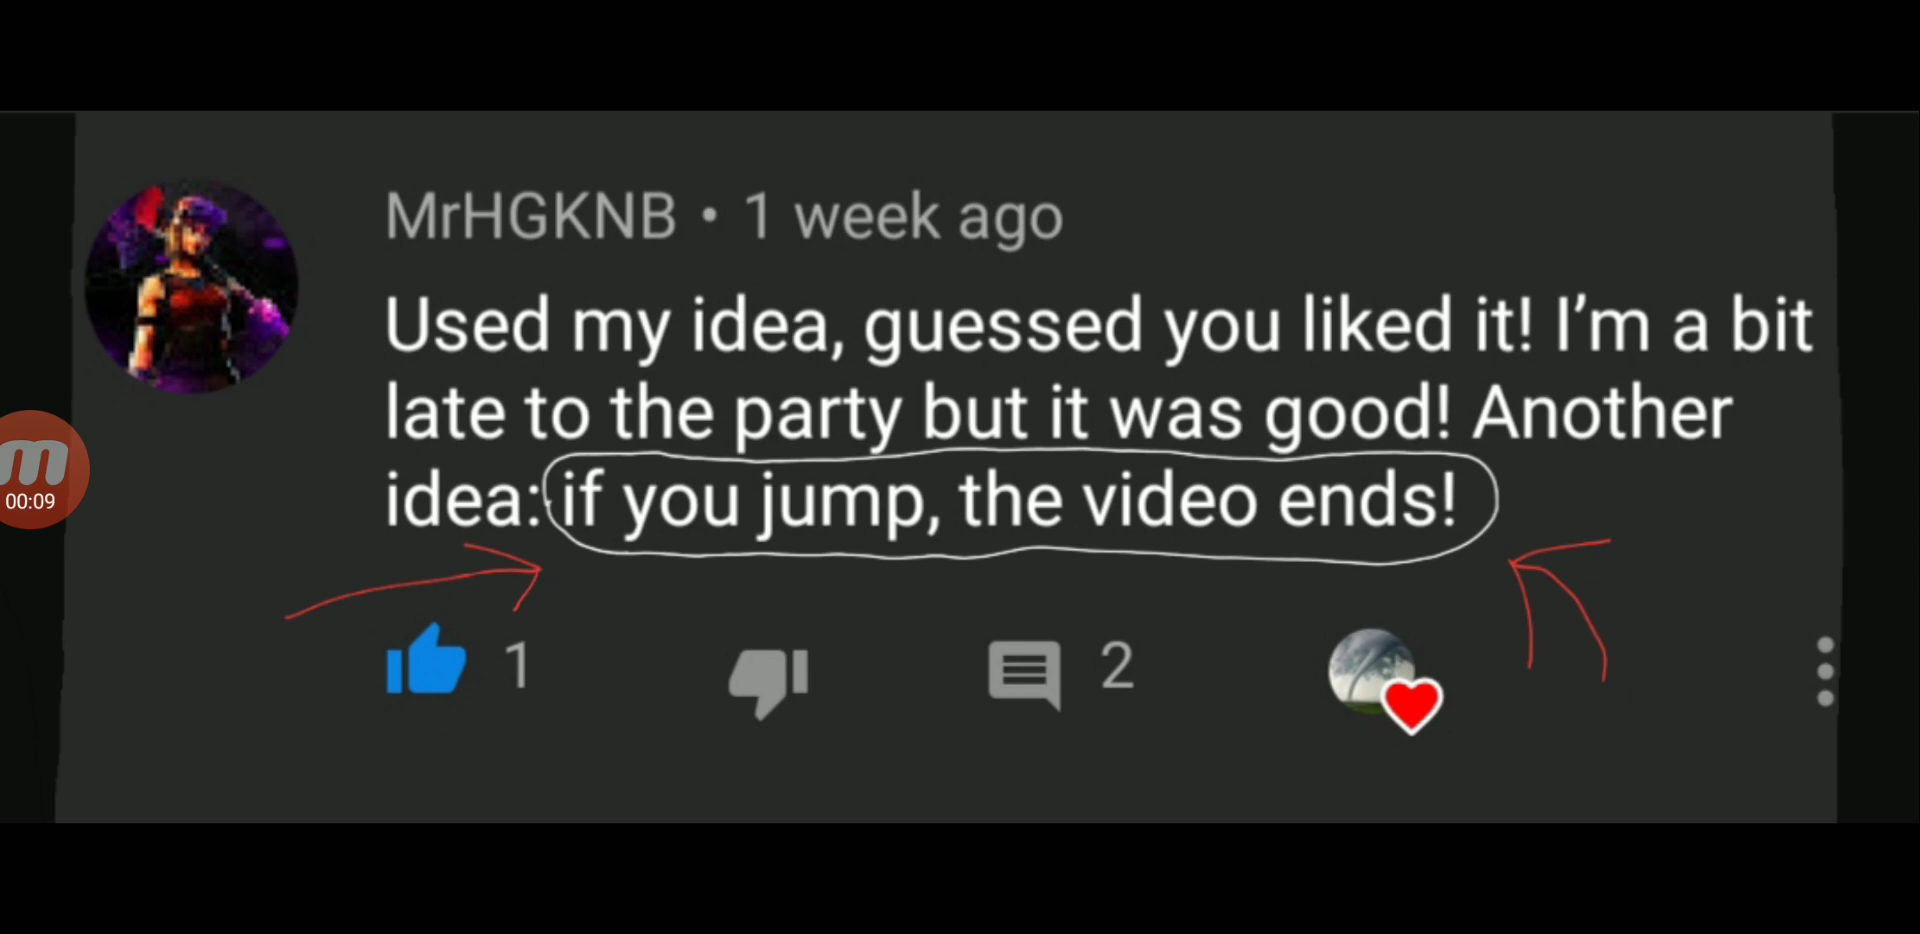 MrHGKNB • 1 week ago
Used my idea, guessed you liked it! I’m a bit
late to the party but it was good! Another
idea: if you jump, the video ends!
m
00:09
1
2